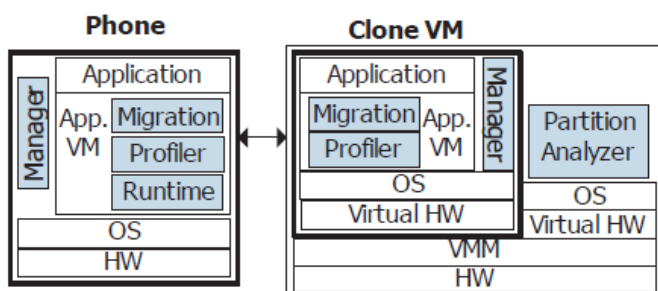 Phone
Manager
Application
App.
VM
Migration
Profiler
Runtime
OS
HW
Clone VM
Application
Migration
Profiler
App.
VM
Manager
OS
Virtual HW
Partition
Analyzer
OS
Virtual HW
VMM
HW